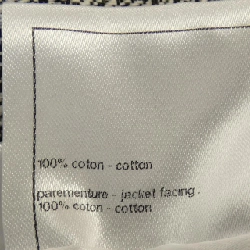 100% coton - cotton
parementure - jacket facing.
100% coton - cotton